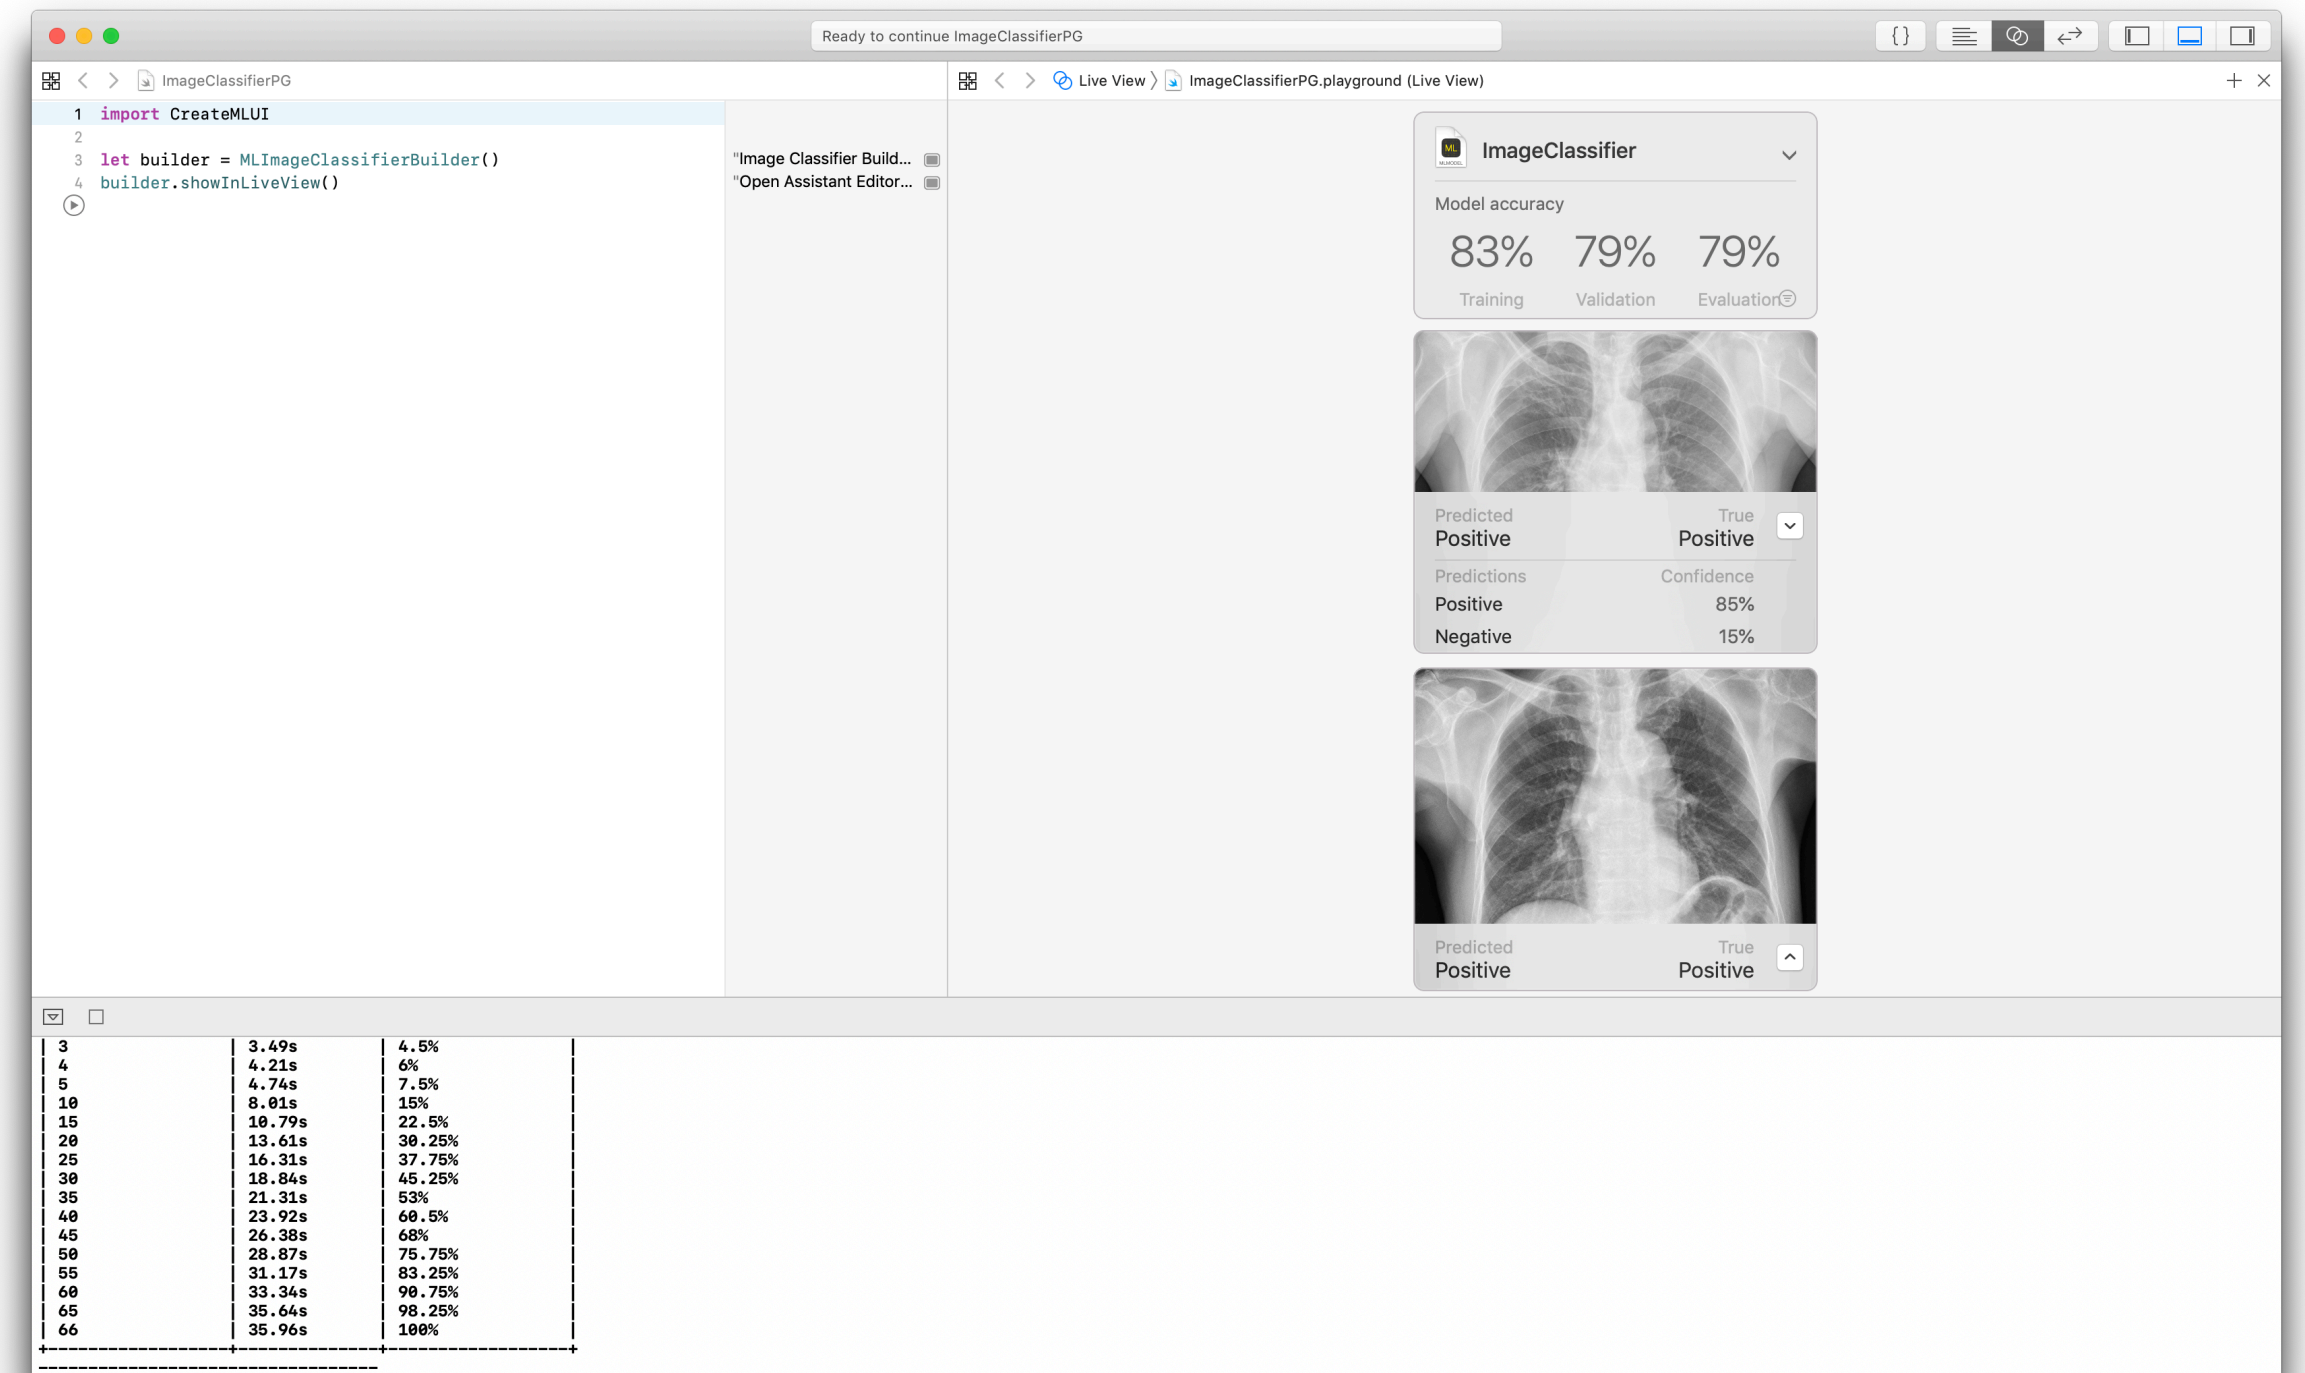 Ready to continue ImageClassifierPG
{ }
ImageClassifierPG
Live View 〉 ImageClassifierPG.playground (Live View)
1 import CreateMLUI
2
3 let builder = MLImageClassifierBuilder()
4 builder.showInLiveView()
"Image Classifier Build...
"Open Assistant Editor...
ML
MLMODEL
ImageClassifier
Model accuracy
83% 79% 79%
Training Validation Evaluation
Predicted True
Positive Positive
Predictions Confidence
Positive 85%
Negative 15%
Predicted True
Positive Positive
| 3 | 3.49s | 4.5% |
| 4 | 4.21s | 6% |
| 5 | 4.74s | 7.5% |
| 10 | 8.01s | 15% |
| 15 | 10.79s | 22.5% |
| 20 | 13.61s | 30.25% |
| 25 | 16.31s | 37.75% |
| 30 | 18.84s | 45.25% |
| 35 | 21.31s | 53% |
| 40 | 23.92s | 60.5% |
| 45 | 26.38s | 68% |
| 50 | 28.87s | 75.75% |
| 55 | 31.17s | 83.25% |
| 60 | 33.34s | 90.75% |
| 65 | 35.64s | 98.25% |
| 66 | 35.96s | 100% |
+------------------+--------------+------------------+
----------------------------------